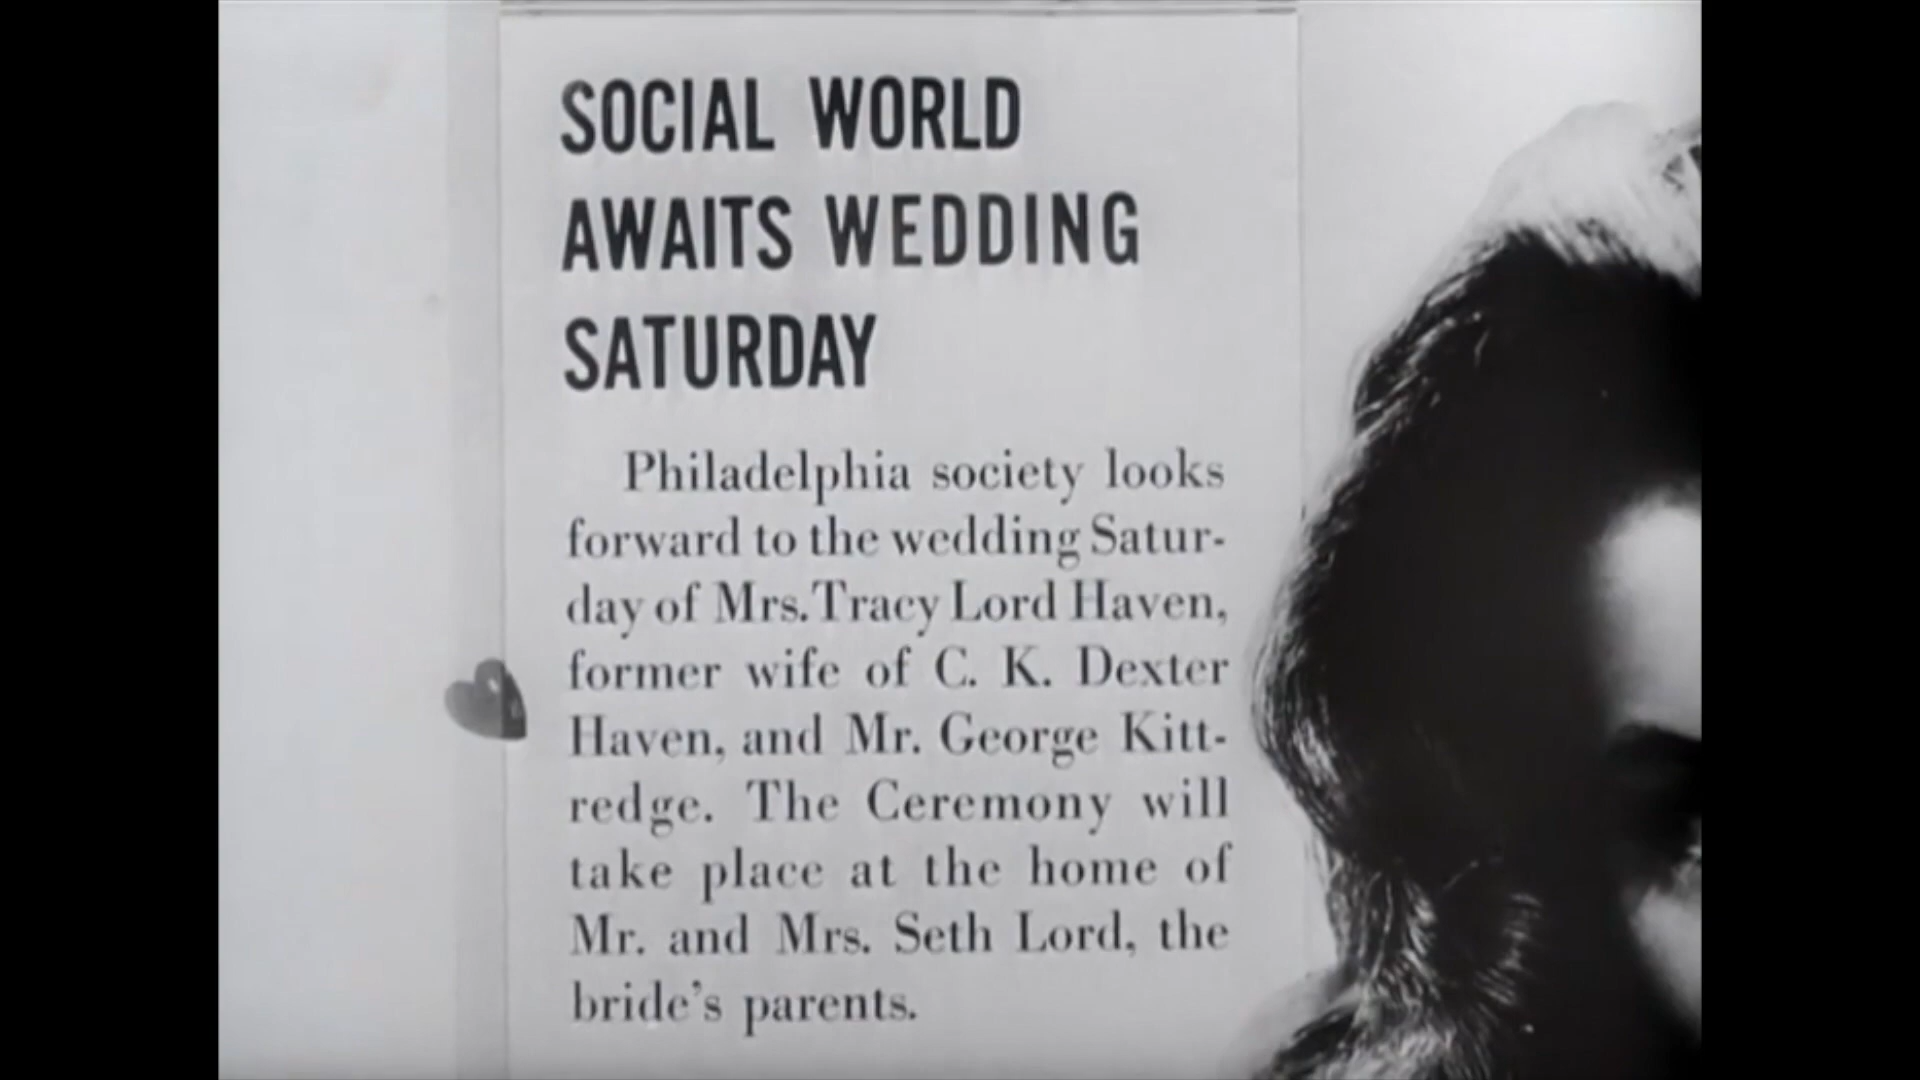 SOCIAL WORLD
AWAITS WEDDING
SATURDAY
Philadelphia society looks
forward to the wedding Satur-
day of Mrs. Tracy Lord Haven,
former wife of C. K. Dexter
Haven, and Mr. George Kitt-
redge. The Ceremony will
take place at the home of
Mr. and Mrs. Seth Lord, the
bride's parents.